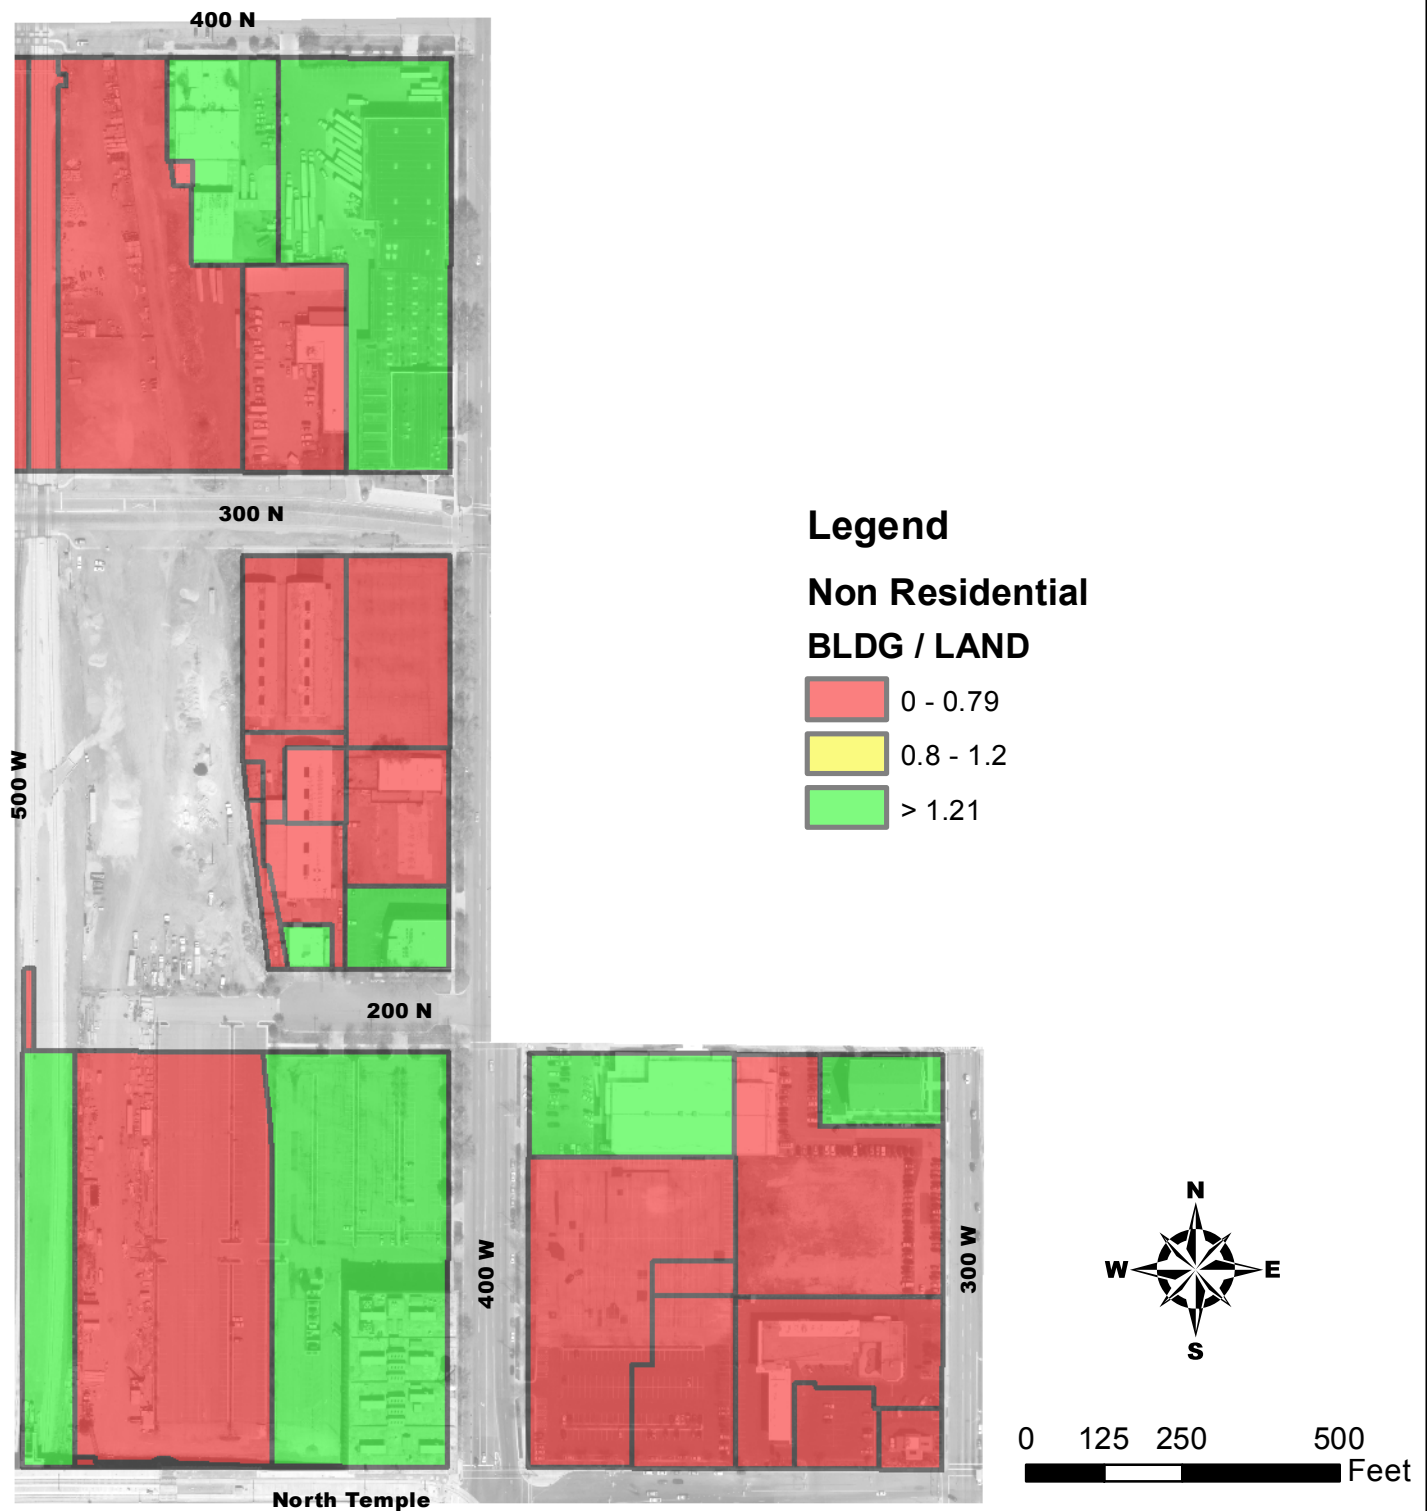 400 N
300 N
Legend
Non Residential
BLDG / LAND
0 - 0.79
0.8 - 1.2
> 1.21
500 W
200 N
400 W
300 W
N
W E
S
0 125 250 500
Feet
North Temple